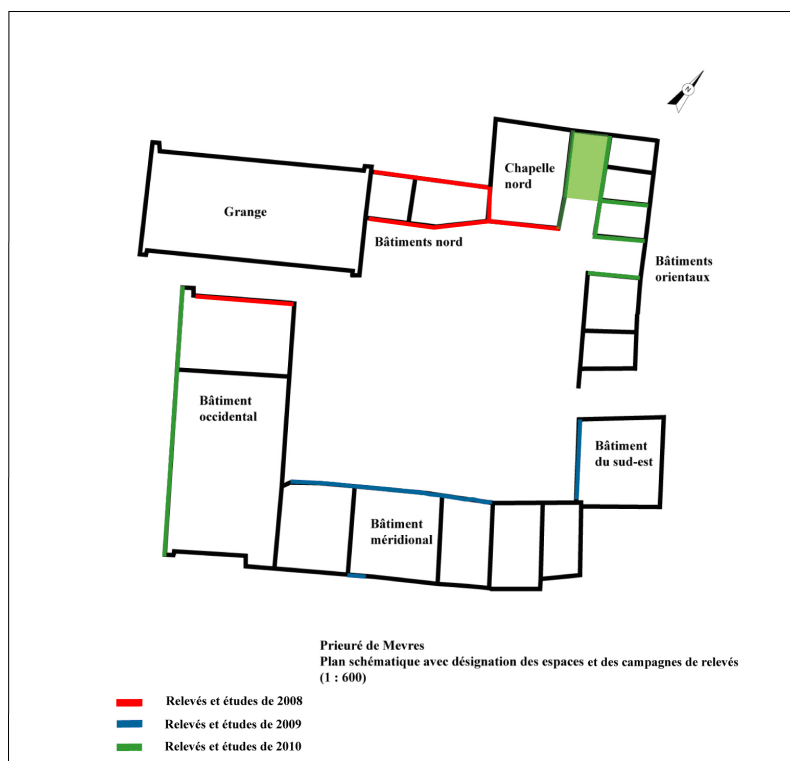 N
Chapelle
nord
Grange
Bâtiments nord
Bâtiments
orientaux
Bâtiment
occidental
Bâtiment
du sud-est
Bâtiment
méridional
Prieuré de Mevres
Plan schématique avec désignation des espaces et des campagnes de relevés
(1 : 600)
Relevés et études de 2008
Relevés et études de 2009
Relevés et études de 2010